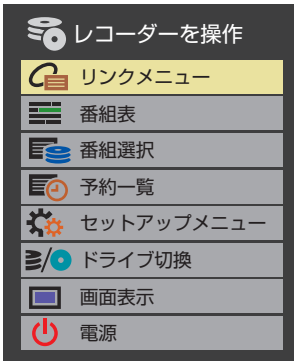 レコーダーを操作
リンクメニュー
番組表
番組選択
予約一覧
セットアップメニュー
ドライブ切換
画面表示
電源